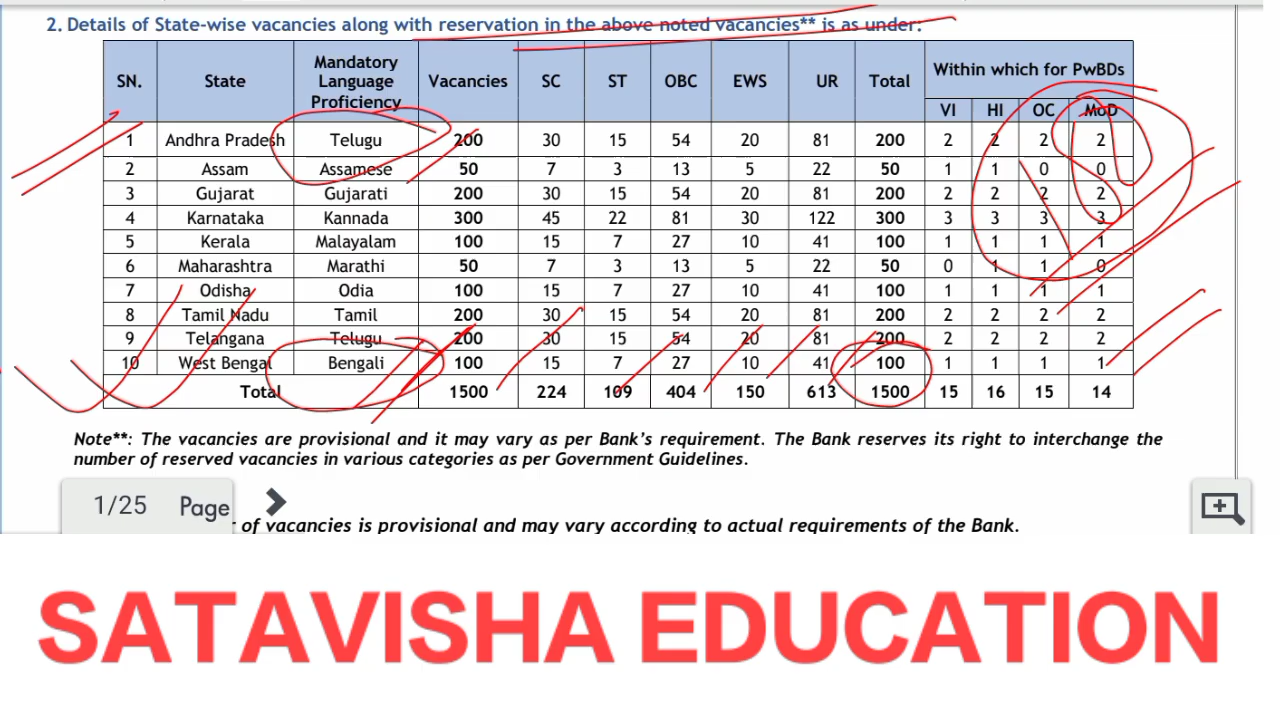 2. Details of State-wise vacancies along with reservation in the above noted vacancies** is as under:
SN. State Mandatory Language Proficiency Vacancies SC ST OBC EWS UR Total Within which for PwBDs
VI HI OC MoD
1 Andhra Pradesh Telugu 200 30 15 54 20 81 200 2 2 2 2
2 Assam Assamese 50 7 3 13 5 22 50 1 1 0 0
3 Gujarat Gujarati 200 30 15 54 20 81 200 2 2 2 2
4 Karnataka Kannada 300 45 22 81 30 122 300 3 3 3 3
5 Kerala Malayalam 100 15 7 27 10 41 100 1 1 1 1
6 Maharashtra Marathi 50 7 3 13 5 22 50 0 1 1 0
7 Odisha Odia 100 15 7 27 10 41 100 1 1 1 1
8 Tamil Nadu Tamil 200 30 15 54 20 81 200 2 2 2 2
9 Telangana Telugu 200 30 15 54 20 81 200 2 2 2 2
10 West Bengal Bengali 100 15 7 27 10 41 100 1 1 1 1
Total 1500 224 109 404 150 613 1500 15 16 15 14
Note**: The vacancies are provisional and it may vary as per Bank's requirement. The Bank reserves its right to interchange the
number of reserved vacancies in various categories as per Government Guidelines.
1/25 Page
of vacancies is provisional and may vary according to actual requirements of the Bank.
SATAVISHA EDUCATION